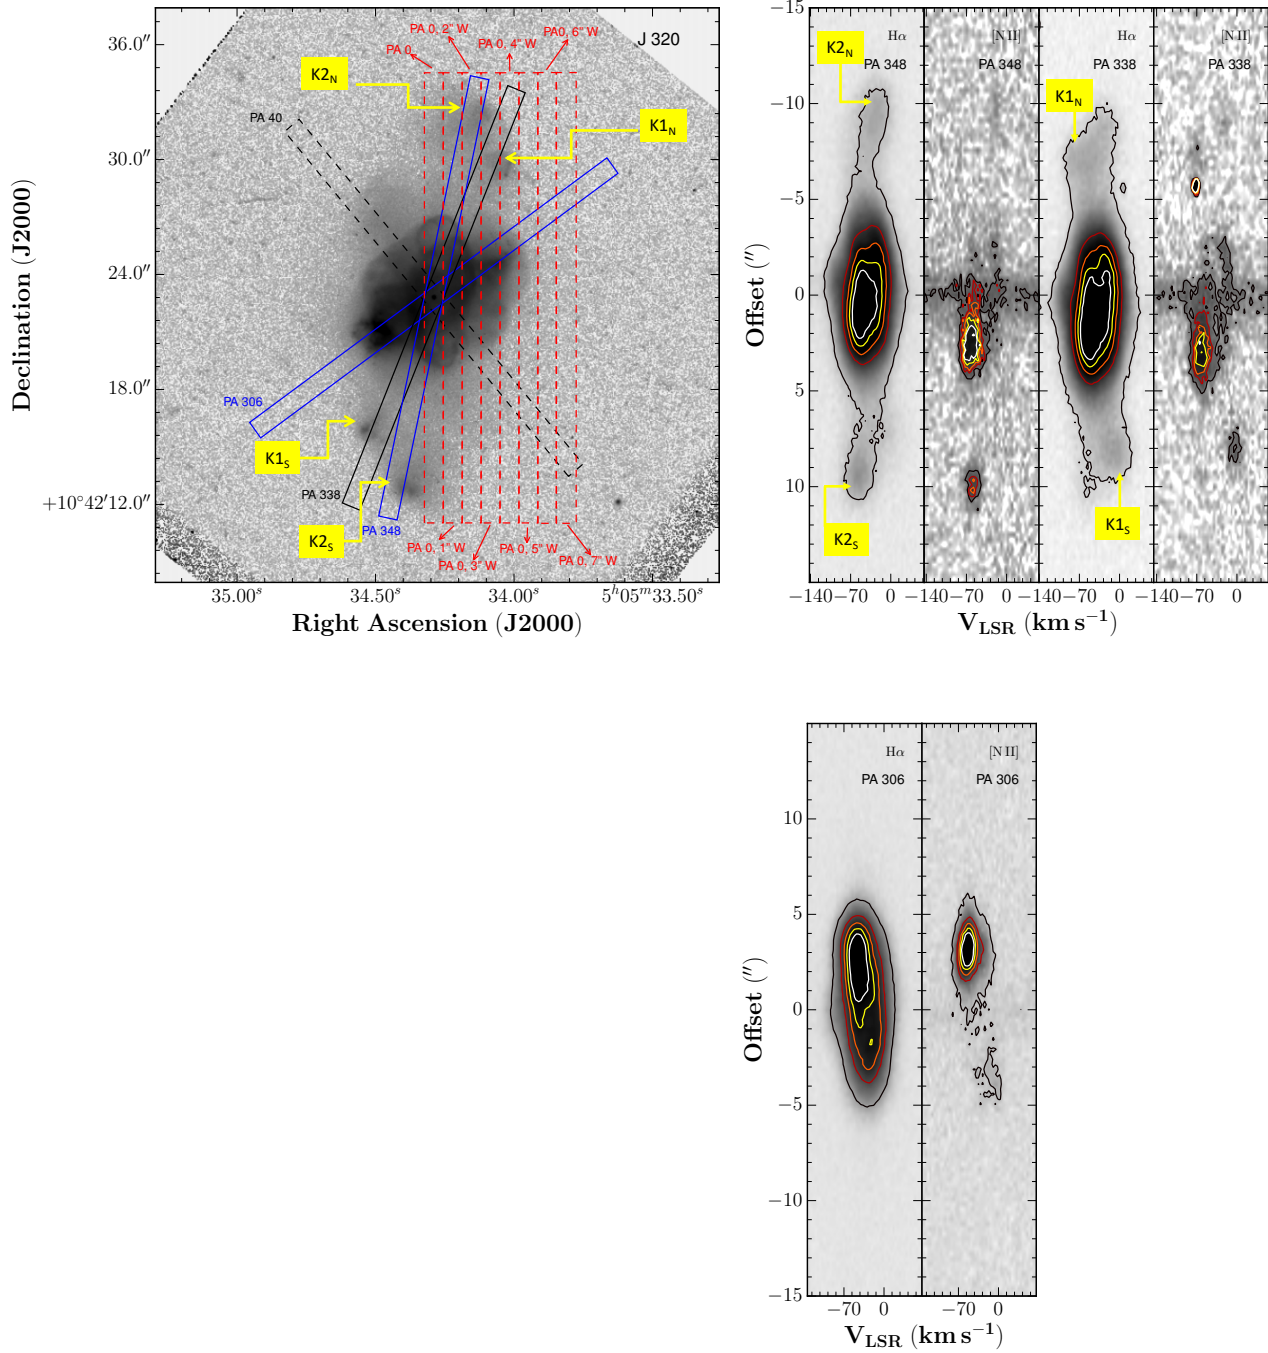 J 320
PA 0
PA 0, 2" W
PA 0, 4" W
PA0, 6" W
K2N
K1N
PA 40
PA 306
K1S
PA 338
K2S
PA 348
PA 0, 1" W
PA 0, 3" W
PA 0, 5" W
PA 0, 7" W
36.0″
30.0″
24.0″
18.0″
+10°42′12.0″
Declination (J2000)
35.00s
34.50s
34.00s
5h05m33.50s
Right Ascension (J2000)
Hα
PA 348
[N II]
PA 348
Hα
PA 338
[N II]
PA 338
K2N
K1N
K2S
K1S
−15
−10
−5
0
5
10
Offset (″)
−140 −70 0
−140 −70 0
−140 −70 0
−140 −70 0
VLSR (km s−1)
Hα
PA 306
[N II]
PA 306
10
5
0
−5
−10
−15
Offset (″)
−70 0
−70 0
VLSR (km s−1)